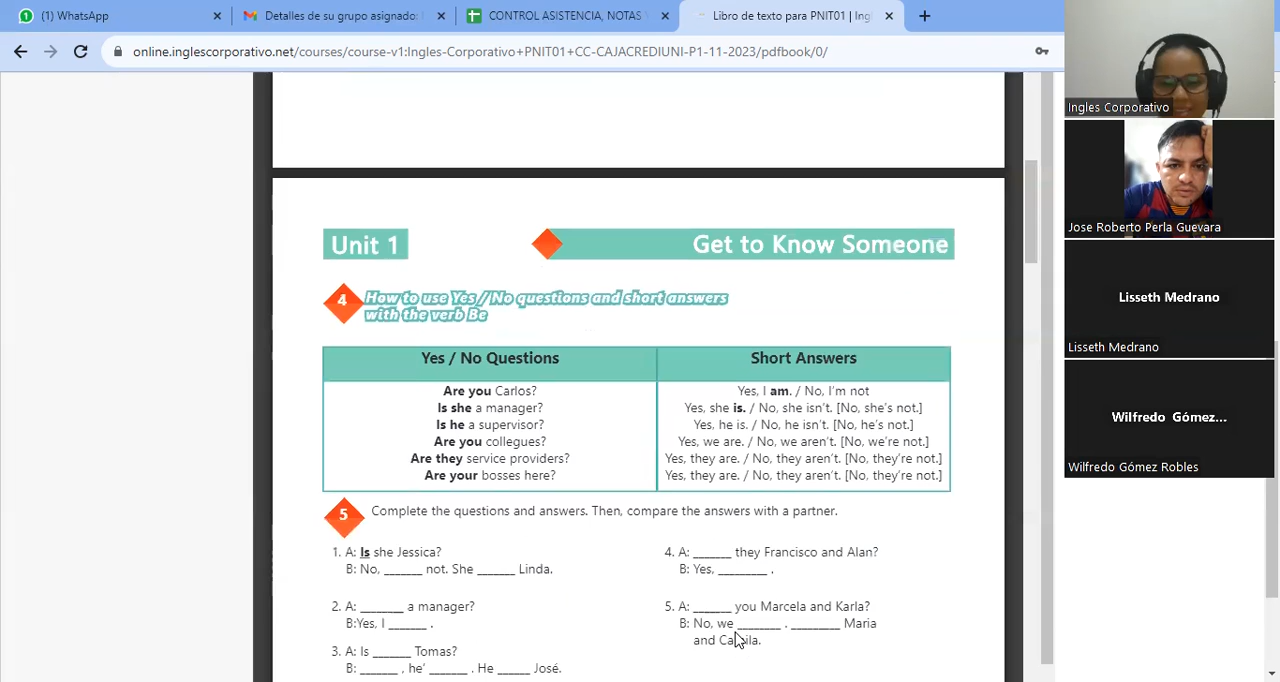 (1) WhatsApp
Detalles de su grupo asignado:
CONTROL ASISTENCIA, NOTAS
Libro de texto para PNIT01 | Ing
online.inglescorporativo.net/courses/course-v1:Ingles-Corporativo+PNIT01+CC-CAJACREDIUNI-P1-11-2023/pdfbook/0/
Unit 1
Get to Know Someone
4 How to use Yes / No questions and short answers
with the verb Be
Yes / No Questions
Short Answers
Are you Carlos?
Yes, I am. / No, I'm not
Is she a manager?
Yes, she is. / No, she isn't. [No, she's not.]
Is he a supervisor?
Yes, he is. / No, he isn't. [No, he's not.]
Are you collegues?
Yes, we are. / No, we aren't. [No, we're not.]
Are they service providers?
Yes, they are. / No, they aren't. [No, they're not.]
Are your bosses here?
Yes, they are. / No, they aren't. [No, they're not.]
5 Complete the questions and answers. Then, compare the answers with a partner.
1. A: Is she Jessica?
B: No, _______ not. She _______ Linda.
2. A: ________ a manager?
B:Yes, I _______ .
3. A: Is _______ Tomas?
B: _______ , he' _______ . He ______ José.
4. A: _______ they Francisco and Alan?
B: Yes, _________ .
5. A: _______ you Marcela and Karla?
B: No, we ________ . _________ Maria
and Camila.
Ingles Corporativo
Jose Roberto Perla Guevara
Lisseth Medrano
Lisseth Medrano
Wilfredo Gómez...
Wilfredo Gómez Robles